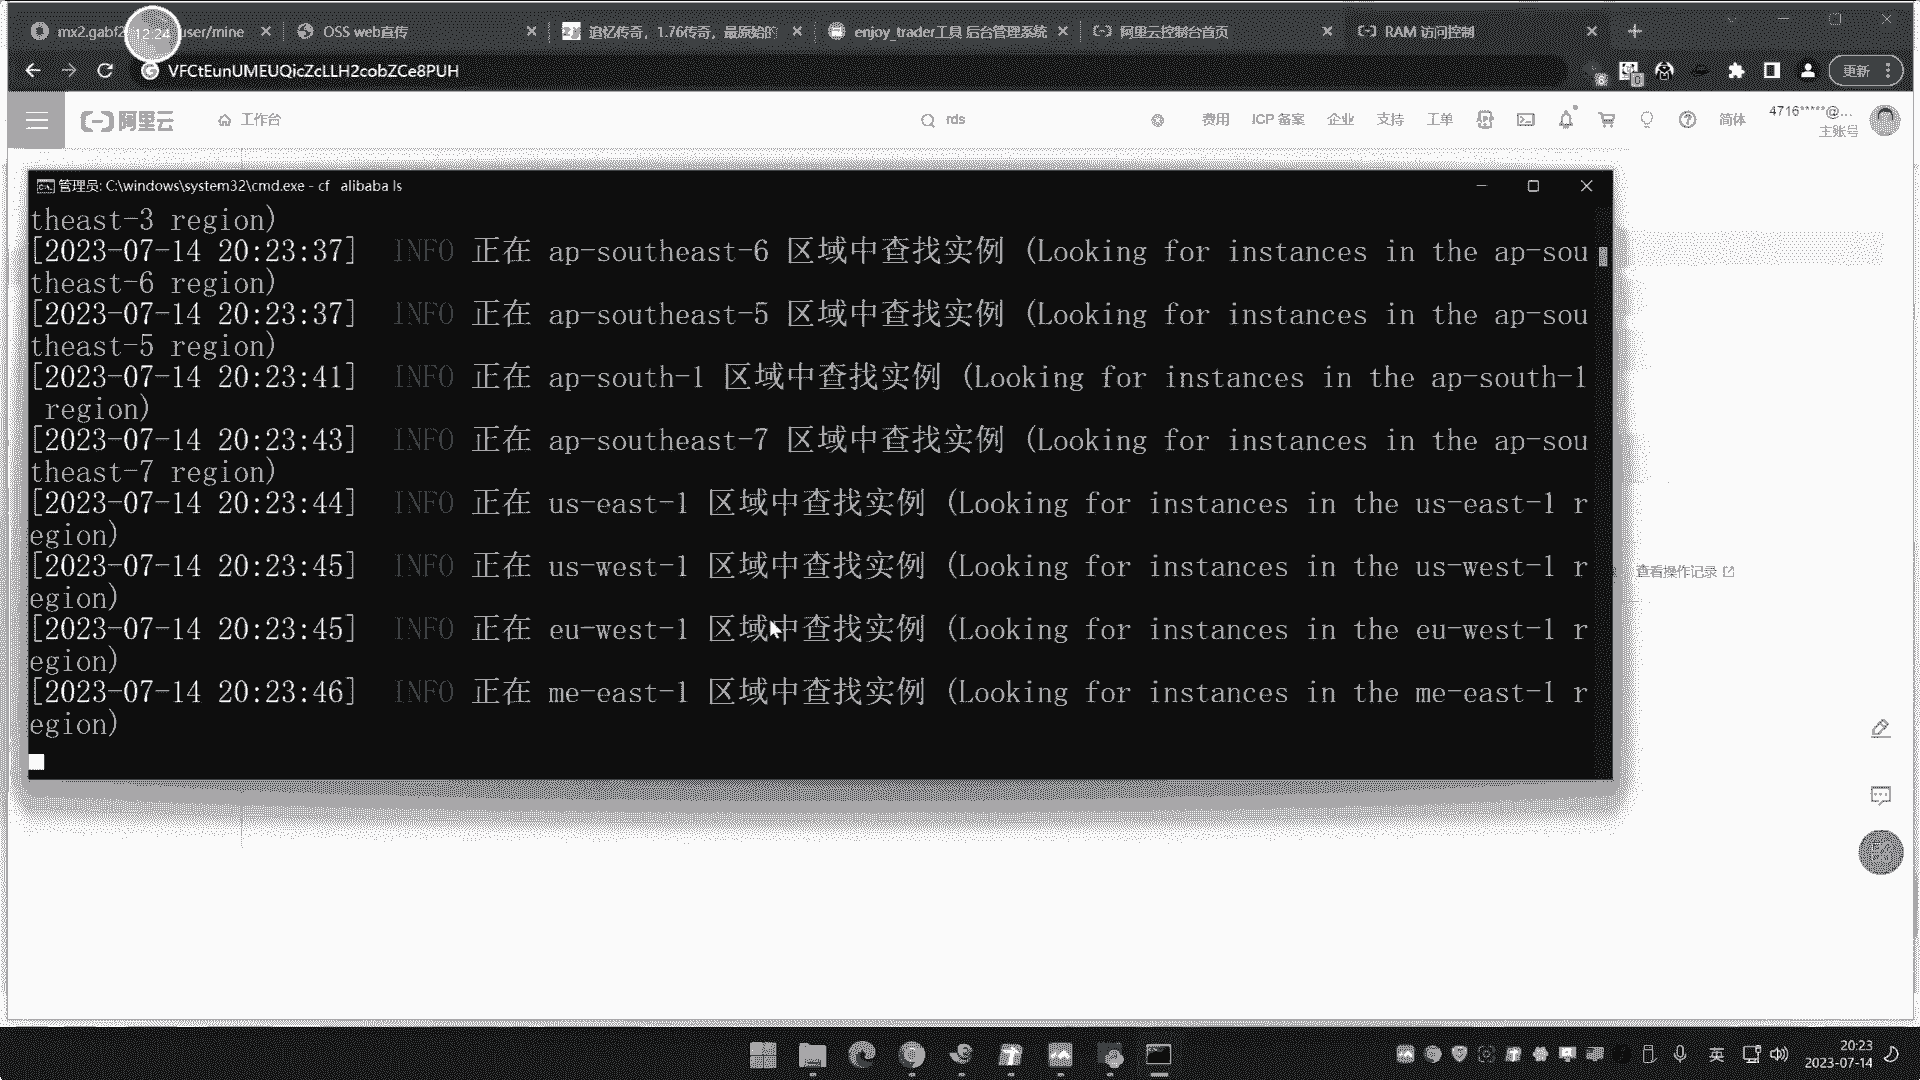 mx2.gabf2
12:24
user/mine
OSS web直传
追忆传奇，1.76传奇，最原始的
enjoy_trader工具 后台管理系统
阿里云控制台首页
RAM 访问控制
VFCtEunUMEUQicZcLLH2cobZCe8PUH
6
0
更新
阿里云
工作台
rds
费用
ICP 备案
企业
支持
工单
简体
4716*****@...
主账号
管理员: C:\windows\system32\cmd.exe - cf alibaba ls
theast-3 region)
[2023-07-14 20:23:37] INFO 正在 ap-southeast-6 区域中查找实例 (Looking for instances in the ap-sou
theast-6 region)
[2023-07-14 20:23:37] INFO 正在 ap-southeast-5 区域中查找实例 (Looking for instances in the ap-sou
theast-5 region)
[2023-07-14 20:23:41] INFO 正在 ap-south-1 区域中查找实例 (Looking for instances in the ap-south-1
region)
[2023-07-14 20:23:43] INFO 正在 ap-southeast-7 区域中查找实例 (Looking for instances in the ap-sou
theast-7 region)
[2023-07-14 20:23:44] INFO 正在 us-east-1 区域中查找实例 (Looking for instances in the us-east-1 r
egion)
[2023-07-14 20:23:45] INFO 正在 us-west-1 区域中查找实例 (Looking for instances in the us-west-1 r
egion)
[2023-07-14 20:23:45] INFO 正在 eu-west-1 区域中查找实例 (Looking for instances in the eu-west-1 r
egion)
[2023-07-14 20:23:46] INFO 正在 me-east-1 区域中查找实例 (Looking for instances in the me-east-1 r
egion)
查看操作记录
英
20:23
2023-07-14